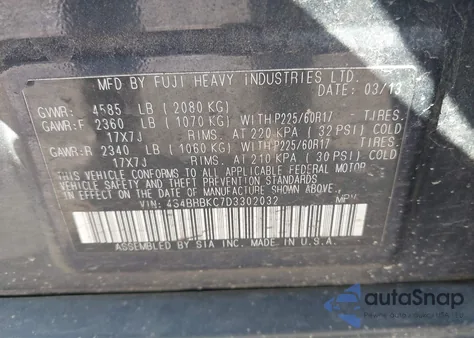 MFD BY FUJI HEAVY INDUSTRIES LTD.
DATE: 03/13
GVWR: 4585 LB (2080 KG)
GAWR:F 2360 LB (1070 KG) WITH P225/60R17 TIRES.
17X7J RIMS. AT 220 KPA (32 PSI) COLD
GAWR:R 2340 LB (1060 KG) WITH P225/60R17 TIRES.
17X7J RIMS. AT 210 KPA (30 PSI) COLD
THIS VEHICLE CONFORMS TO ALL APPLICABLE FEDERAL MOTOR
VEHICLE SAFETY AND THEFT PREVENTION STANDARDS
IN EFFECT ON THE DATE OF MANUFACTURE SHOWN ABOVE.
VIN: 4S4BHBKC7D3302032 MPV
ASSEMBLED BY SIA INC. MADE IN U.S.A.
autoSnap